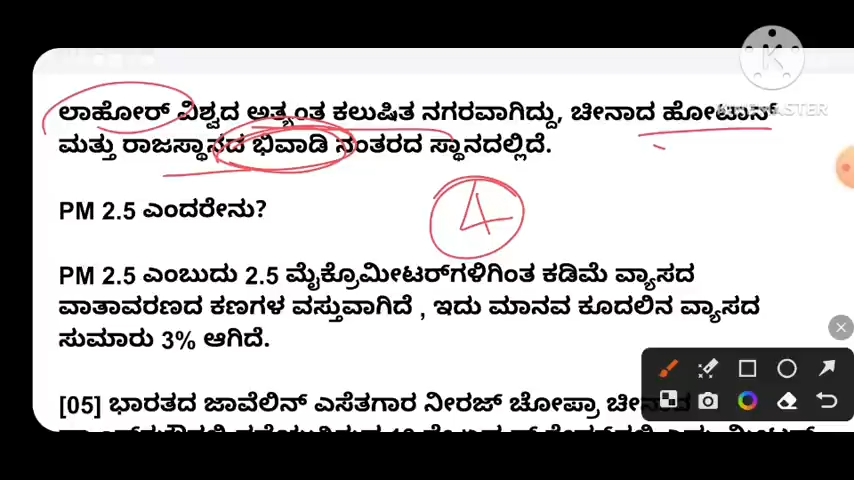 ಲಾಹೋರ್ ವಿಶ್ವದ ಅತ್ಯಂತ ಕಲುಷಿತ ನಗರವಾಗಿದ್ದು, ಚೀನಾದ ಹೋಟಾನ್
ಮತ್ತು ರಾಜಸ್ಥಾನದ ಭಿವಾಡಿ ನಂತರದ ಸ್ಥಾನದಲ್ಲಿದೆ.
4
PM 2.5 ಎಂದರೇನು?
PM 2.5 ಎಂಬುದು 2.5 ಮೈಕ್ರೊಮೀಟರ್‌ಗಳಿಗಿಂತ ಕಡಿಮೆ ವ್ಯಾಸದ
ವಾತಾವರಣದ ಕಣಗಳ ವಸ್ತುವಾಗಿದೆ , ಇದು ಮಾನವ ಕೂದಲಿನ ವ್ಯಾಸದ
ಸುಮಾರು 3% ಆಗಿದೆ.
[05] ಭಾರತದ ಜಾವೆಲಿನ್ ಎಸೆತಗಾರ ನೀರಜ್ ಚೋಪ್ರಾ